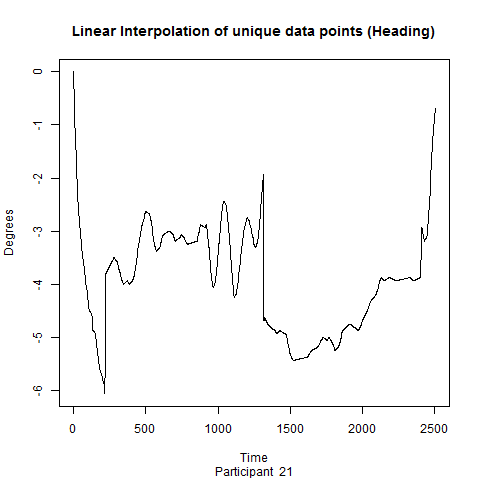 Linear Interpolation of unique data points (Heading)
Degrees
0
-1
-2
-3
-4
-5
-6
0 500 1000 1500 2000 2500
Time
Participant 21